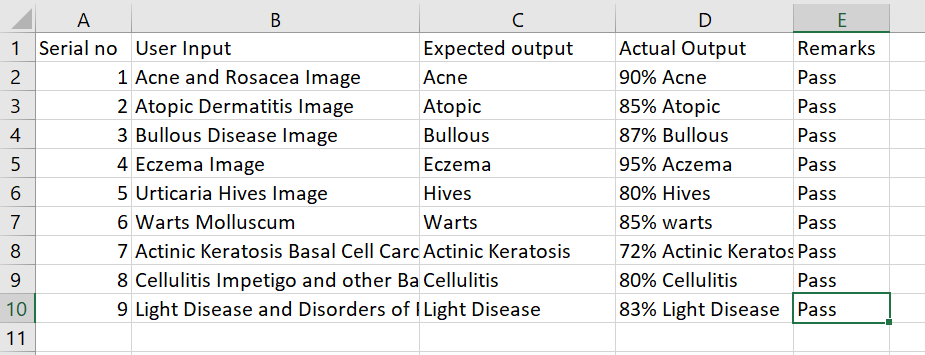 A B C D E
1 Serial no User Input Expected output Actual Output Remarks
2 1 Acne and Rosacea Image Acne 90% Acne Pass
3 2 Atopic Dermatitis Image Atopic 85% Atopic Pass
4 3 Bullous Disease Image Bullous 87% Bullous Pass
5 4 Eczema Image Eczema 95% Aczema Pass
6 5 Urticaria Hives Image Hives 80% Hives Pass
7 6 Warts Molluscum Warts 85% warts Pass
8 7 Actinic Keratosis Basal Cell Carc Actinic Keratosis 72% Actinic Keratos Pass
9 8 Cellulitis Impetigo and other Ba Cellulitis 80% Cellulitis Pass
10 9 Light Disease and Disorders of Light Disease 83% Light Disease Pass
11